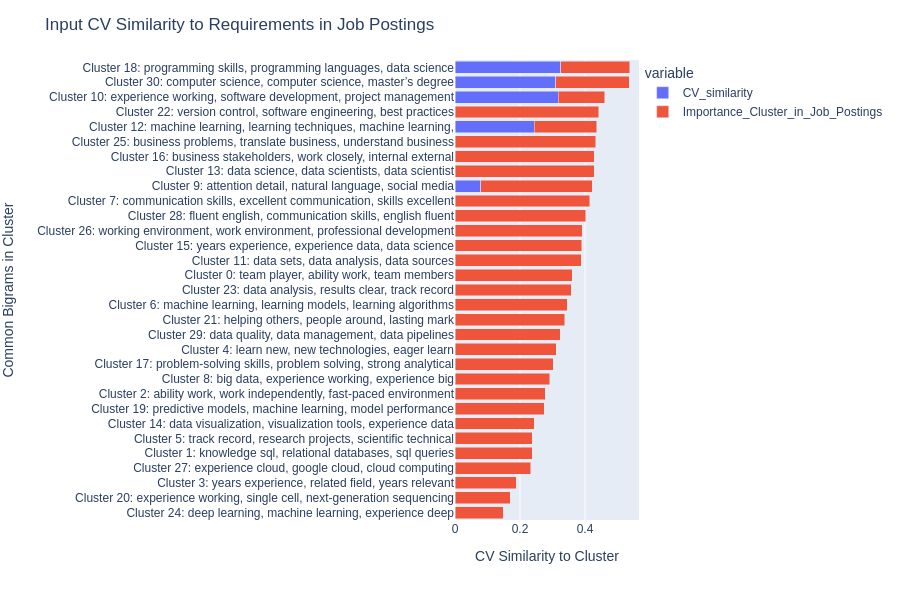 Input CV Similarity to Requirements in Job Postings
Cluster 18: programming skills, programming languages, data science
Cluster 30: computer science, computer science, master's degree
Cluster 10: experience working, software development, project management
Cluster 22: version control, software engineering, best practices
Cluster 12: machine learning, learning techniques, machine learning,
Cluster 25: business problems, translate business, understand business
Cluster 16: business stakeholders, work closely, internal external
Cluster 13: data science, data scientists, data scientist
Cluster 9: attention detail, natural language, social media
Cluster 7: communication skills, excellent communication, skills excellent
Cluster 28: fluent english, communication skills, english fluent
Cluster 26: working environment, work environment, professional development
Cluster 15: years experience, experience data, data science
Cluster 11: data sets, data analysis, data sources
Cluster 0: team player, ability work, team members
Cluster 23: data analysis, results clear, track record
Cluster 6: machine learning, learning models, learning algorithms
Cluster 21: helping others, people around, lasting mark
Cluster 29: data quality, data management, data pipelines
Cluster 4: learn new, new technologies, eager learn
Cluster 17: problem-solving skills, problem solving, strong analytical
Cluster 8: big data, experience working, experience big
Cluster 2: ability work, work independently, fast-paced environment
Cluster 19: predictive models, machine learning, model performance
Cluster 14: data visualization, visualization tools, experience data
Cluster 5: track record, research projects, scientific technical
Cluster 1: knowledge sql, relational databases, sql queries
Cluster 27: experience cloud, google cloud, cloud computing
Cluster 3: years experience, related field, years relevant
Cluster 20: experience working, single cell, next-generation sequencing
Cluster 24: deep learning, machine learning, experience deep
Common Bigrams in Cluster
0 0.2 0.4
CV Similarity to Cluster
variable
CV_similarity
Importance_Cluster_in_Job_Postings